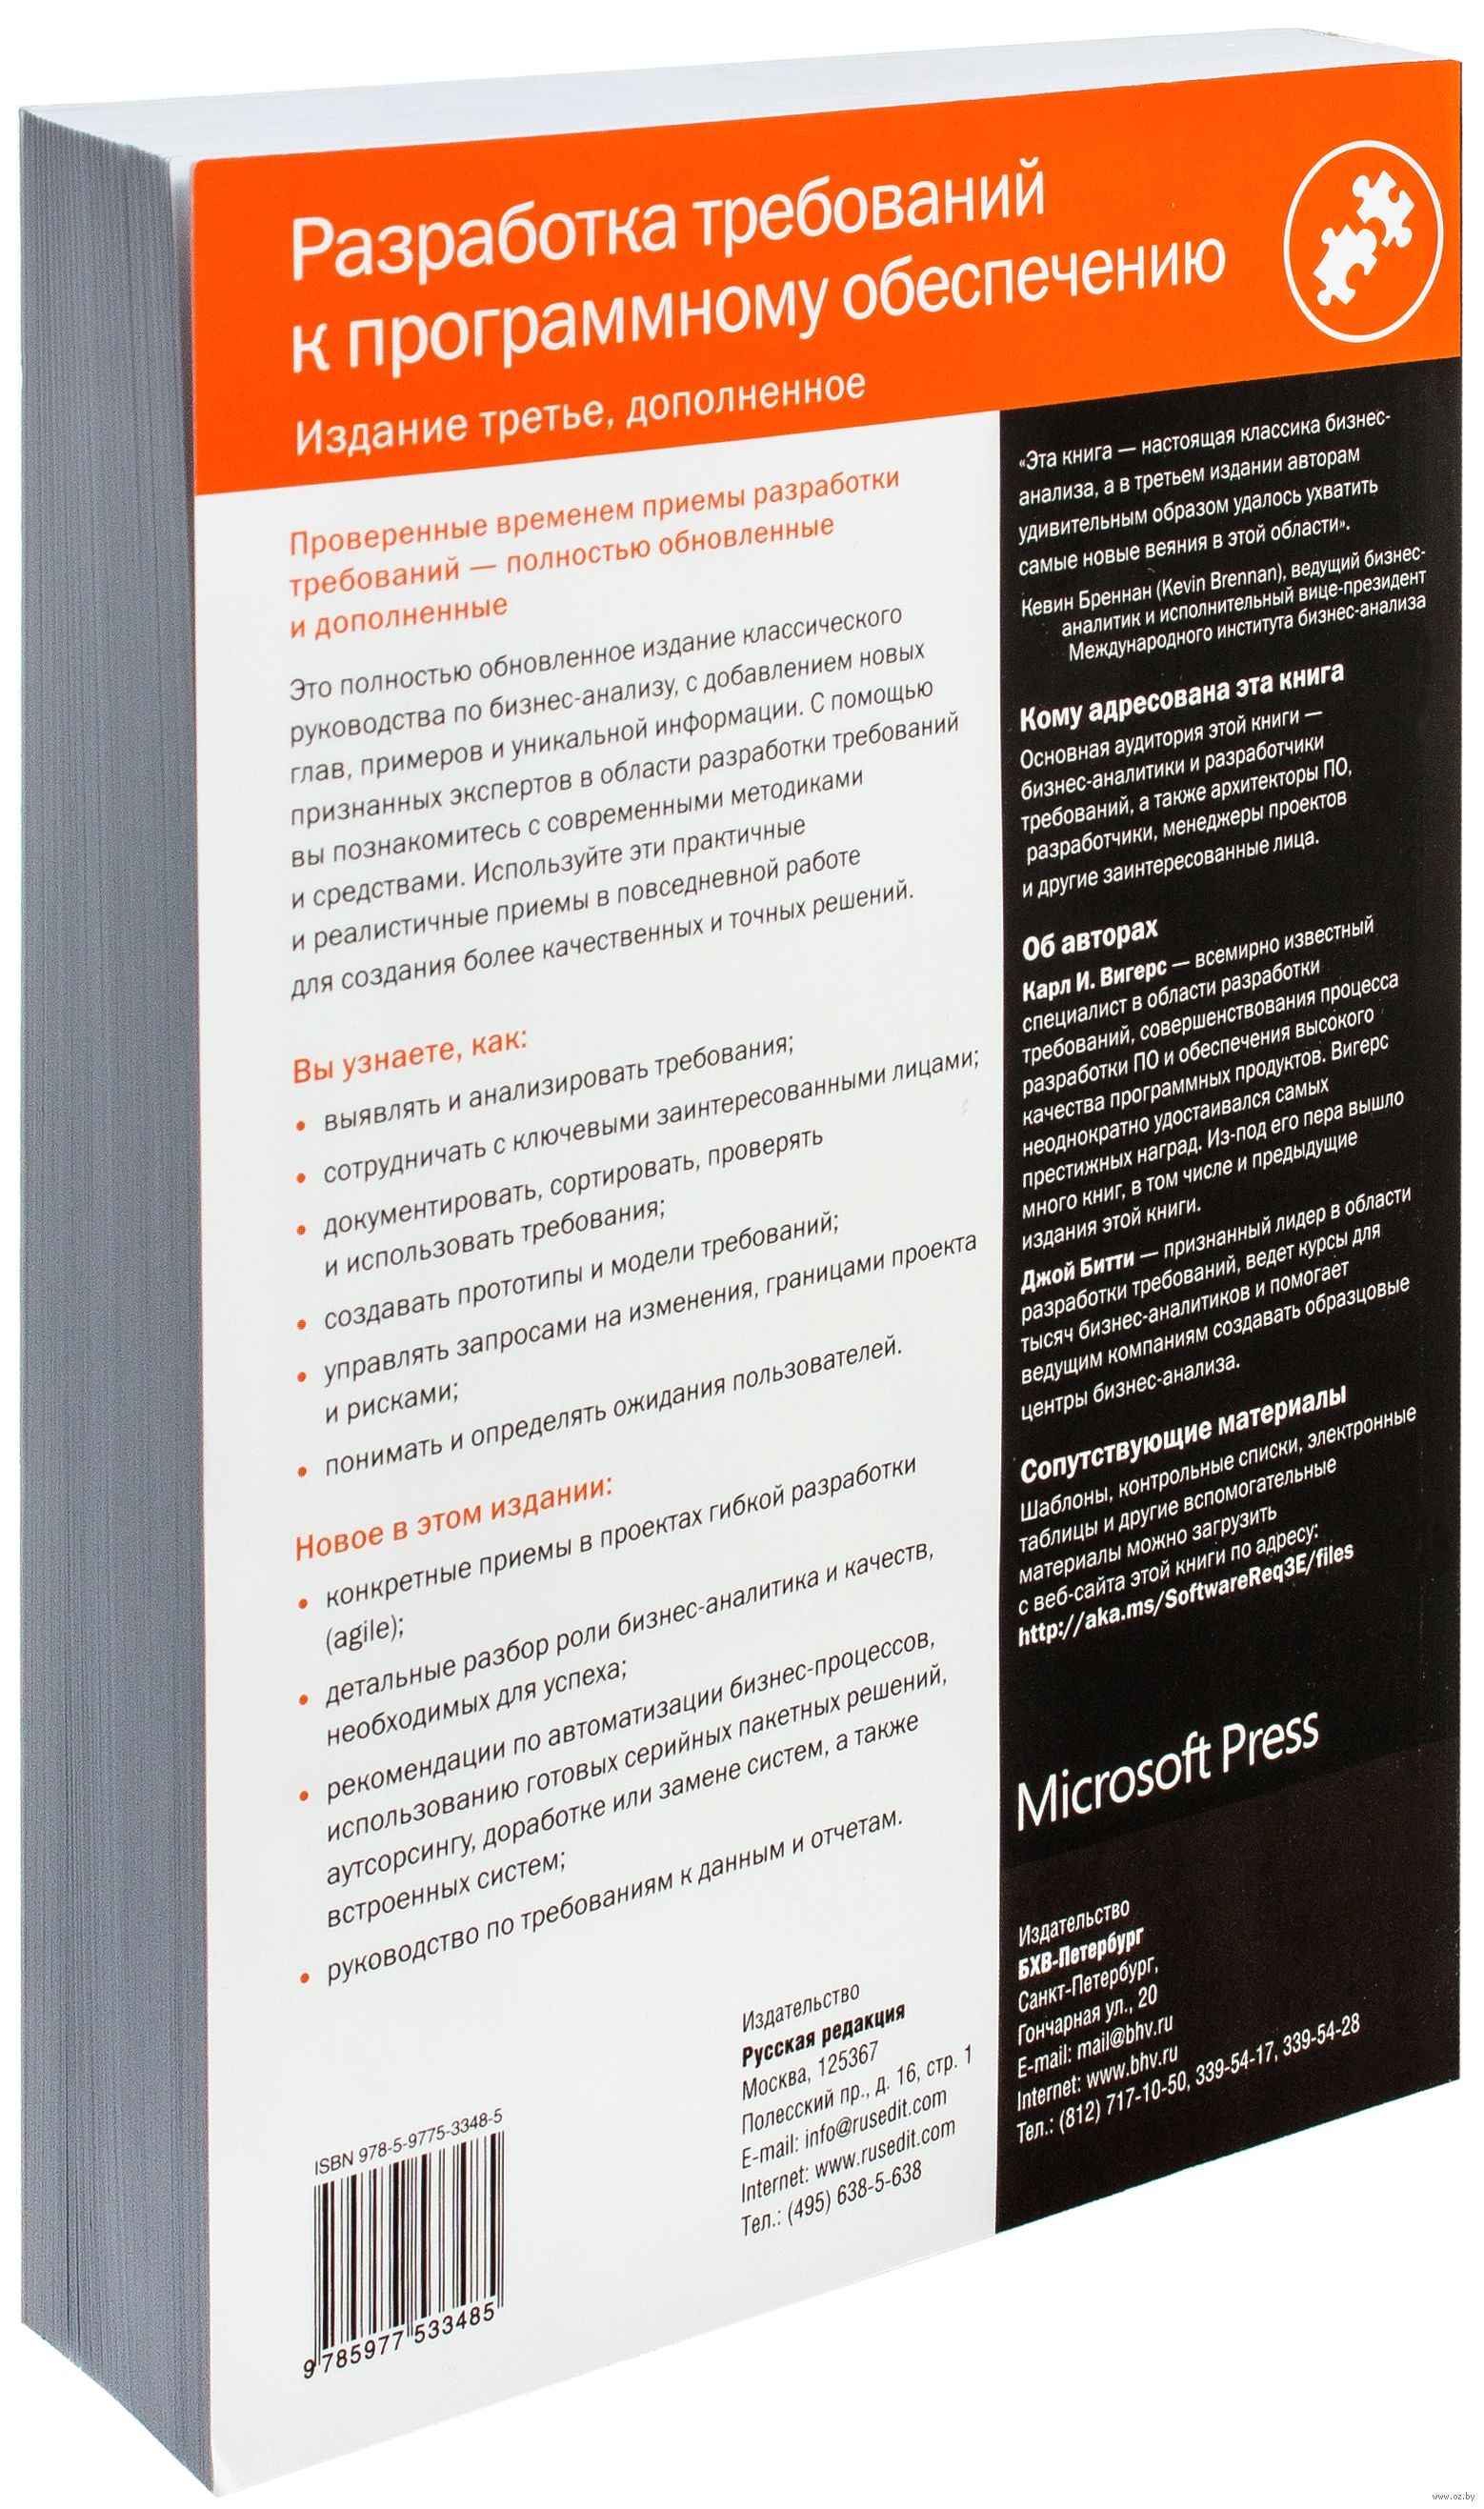 Разработка требований
к программному обеспечению
Издание третье, дополненное
Проверенные временем приемы разработки
требований — полностью обновленные
и дополненные
Это полностью обновленное издание классического
руководства по бизнес-анализу, с добавлением новых
глав, примеров и уникальной информации. С помощью
признанных экспертов в области разработки требований
вы познакомитесь с современными методиками
и средствами. Используйте эти практичные
и реалистичные приемы в повседневной работе
для создания более качественных и точных решений.
Вы узнаете, как:
• выявлять и анализировать требования;
• сотрудничать с ключевыми заинтересованными лицами;
• документировать, сортировать, проверять
и использовать требования;
• создавать прототипы и модели требований;
• управлять запросами на изменения, границами проекта
и рисками;
• понимать и определять ожидания пользователей.
Новое в этом издании:
• конкретные приемы в проектах гибкой разработки
(agile);
• детальные разбор роли бизнес-аналитика и качеств,
необходимых для успеха;
• рекомендации по автоматизации бизнес-процессов,
использованию готовых серийных пакетных решений,
аутсорсингу, доработке или замене систем, а также
встроенных систем;
• руководство по требованиям к данным и отчетам.
ISBN 978-5-9775-3348-5
9 785977 533485
Издательство
Русская редакция
Москва, 125367
Полесский пр., д. 16, стр. 1
E-mail: info@rusedit.com
Internet: www.rusedit.com
Тел.: (495) 638-5-638
«Эта книга — настоящая классика бизнес-
анализа, а в третьем издании авторам
удивительным образом удалось ухватить
самые новые веяния в этой области».
Кевин Бреннан (Kevin Brennan), ведущий бизнес-
аналитик и исполнительный вице-президент
Международного института бизнес-анализа
Кому адресована эта книга
Основная аудитория этой книги —
бизнес-аналитики и разработчики
требований, а также архитекторы ПО,
разработчики, менеджеры проектов
и другие заинтересованные лица.
Об авторах
Карл И. Вигерс — всемирно известный
специалист в области разработки
требований, совершенствования процесса
разработки ПО и обеспечения высокого
качества программных продуктов. Вигерс
неоднократно удостаивался самых
престижных наград. Из-под его пера вышло
много книг, в том числе и предыдущие
издания этой книги.
Джой Битти — признанный лидер в области
разработки требований, ведет курсы для
тысяч бизнес-аналитиков и помогает
ведущим компаниям создавать образцовые
центры бизнес-анализа.
Сопутствующие материалы
Шаблоны, контрольные списки, электронные
таблицы и другие вспомогательные
материалы можно загрузить
с веб-сайта этой книги по адресу:
http://aka.ms/SoftwareReq3E/files
Microsoft Press
Издательство
БХВ-Петербург
Санкт-Петербург,
Гончарная ул., 20
E-mail: mail@bhv.ru
Internet: www.bhv.ru
Тел.: (812) 717-10-50, 339-54-17, 339-54-28
www.oz.by